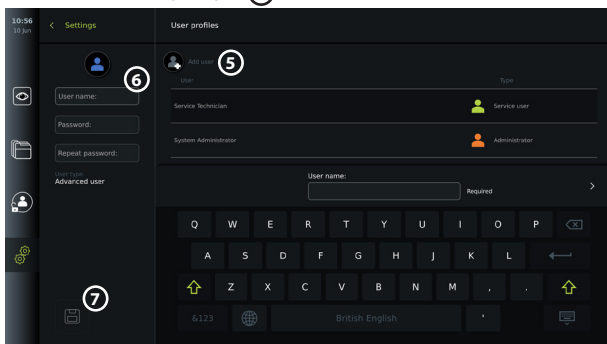 10:56
10 Jun
Settings
User profiles
5
Add user
6
User
Type
User name:
Service Technician
Service user
Password:
System Administrator
Administrator
Repeat password:
User type:
Advanced user
User name:
Required
Q W E R T Y U I O P
A S D F G H J K L
Z X C V B N M , .
7
&123
British English
'